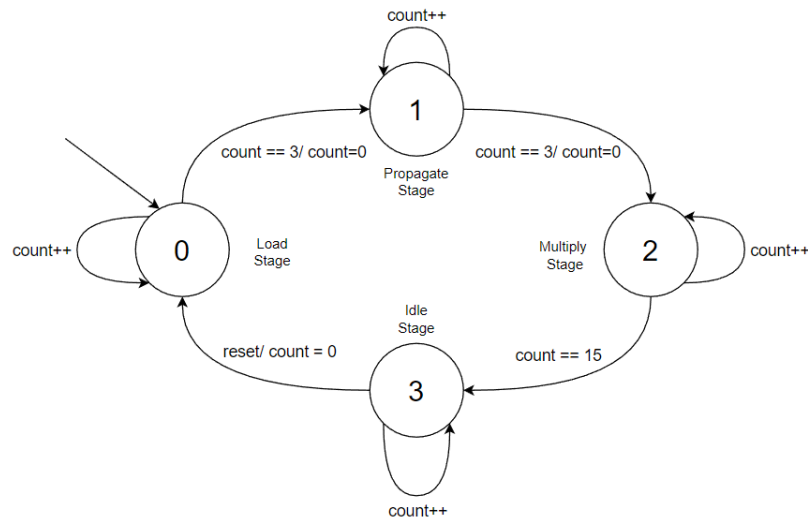 count++
1
count == 3/ count=0
count == 3/ count=0
Propagate
Stage
count++
0
Load
Stage
Multiply
Stage
2
count++
Idle
Stage
reset/ count = 0
count == 15
3
count++